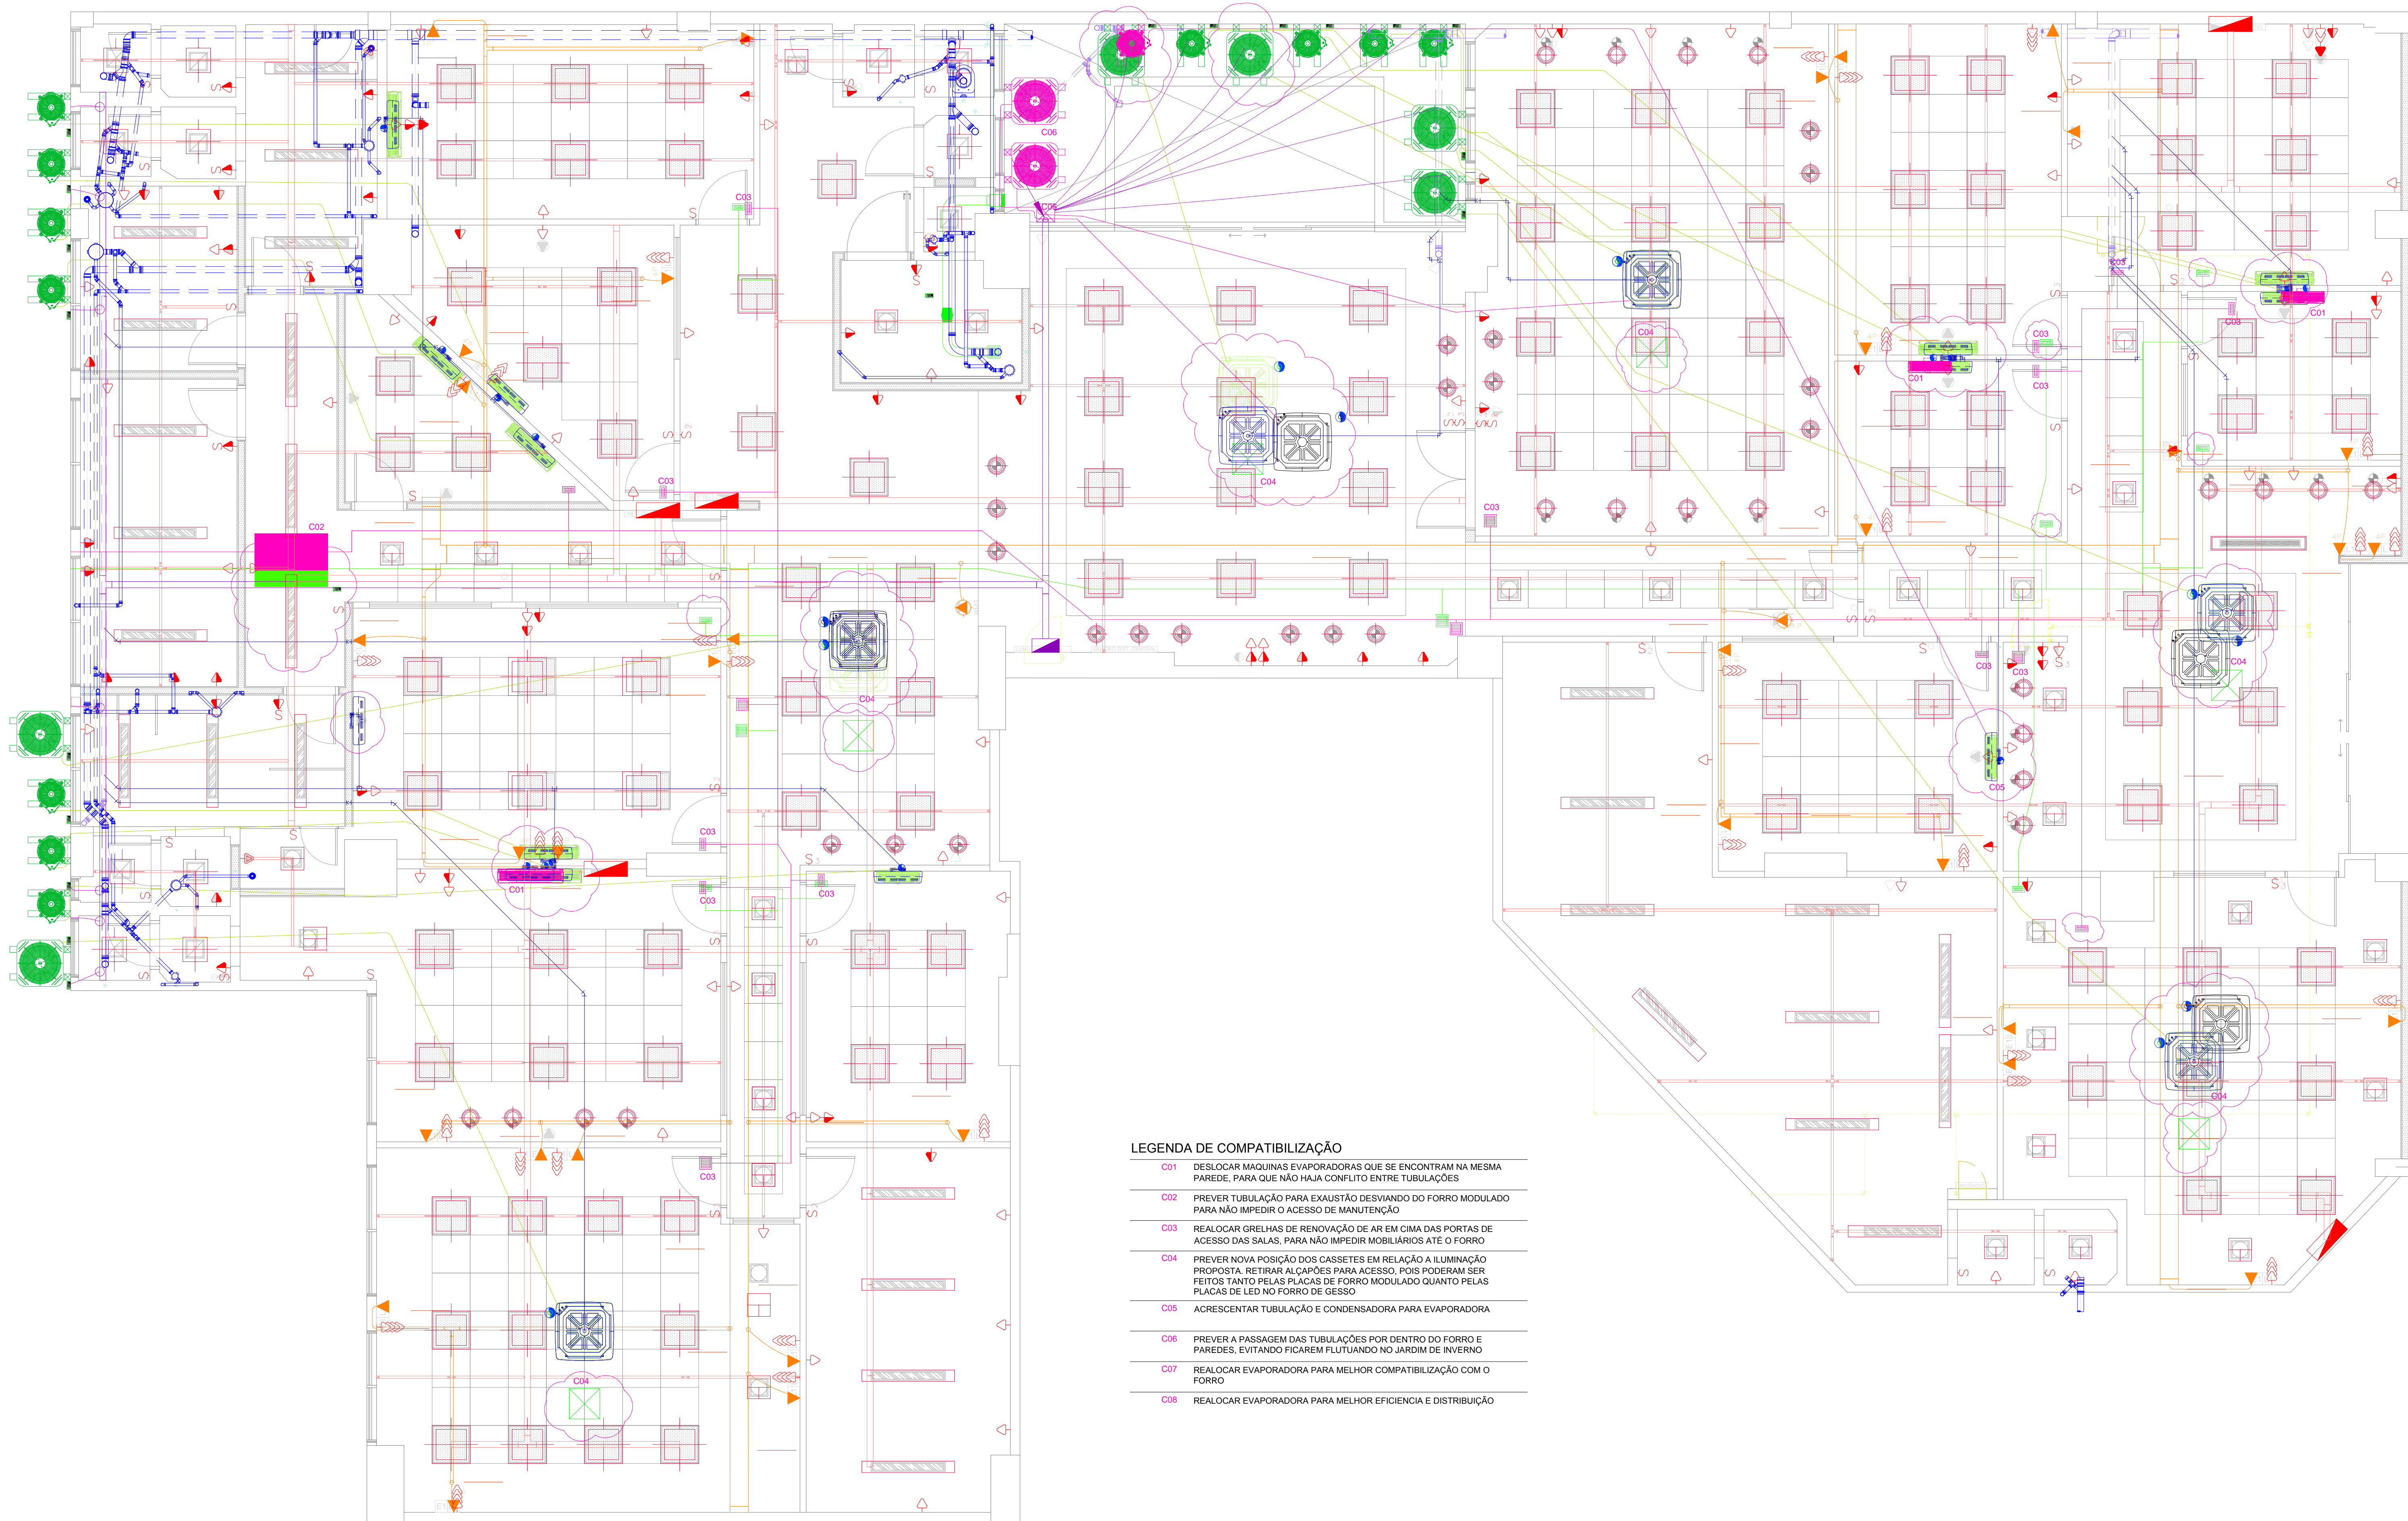 C06
C05
C03
C03
C03
C03
C01
C04
C03
C03
C01
C04
C03
C03
C02
C04
C03
C03
C04
C05
C03
C01
C03
C03
C04
C03
C04
LEGENDA DE COMPATIBILIZAÇÃO
C01 DESLOCAR MAQUINAS EVAPORADORAS QUE SE ENCONTRAM NA MESMA
PAREDE, PARA QUE NÃO HAJA CONFLITO ENTRE TUBULAÇÕES
C02 PREVER TUBULAÇÃO PARA EXAUSTÃO DESVIANDO DO FORRO MODULADO
PARA NÃO IMPEDIR O ACESSO DE MANUTENÇÃO
C03 REALOCAR GRELHAS DE RENOVAÇÃO DE AR EM CIMA DAS PORTAS DE
ACESSO DAS SALAS, PARA NÃO IMPEDIR MOBILIÁRIOS ATÉ O FORRO
C04 PREVER NOVA POSIÇÃO DOS CASSETES EM RELAÇÃO A ILUMINAÇÃO
PROPOSTA. RETIRAR ALÇAPÕES PARA ACESSO, POIS PODERAM SER
FEITOS TANTO PELAS PLACAS DE FORRO MODULADO QUANTO PELAS
PLACAS DE LED NO FORRO DE GESSO
C05 ACRESCENTAR TUBULAÇÃO E CONDENSADORA PARA EVAPORADORA
C06 PREVER A PASSAGEM DAS TUBULAÇÕES POR DENTRO DO FORRO E
PAREDES, EVITANDO FICAREM FLUTUANDO NO JARDIM DE INVERNO
C07 REALOCAR EVAPORADORA PARA MELHOR COMPATIBILIZAÇÃO COM O
FORRO
C08 REALOCAR EVAPORADORA PARA MELHOR EFICIENCIA E DISTRIBUIÇÃO